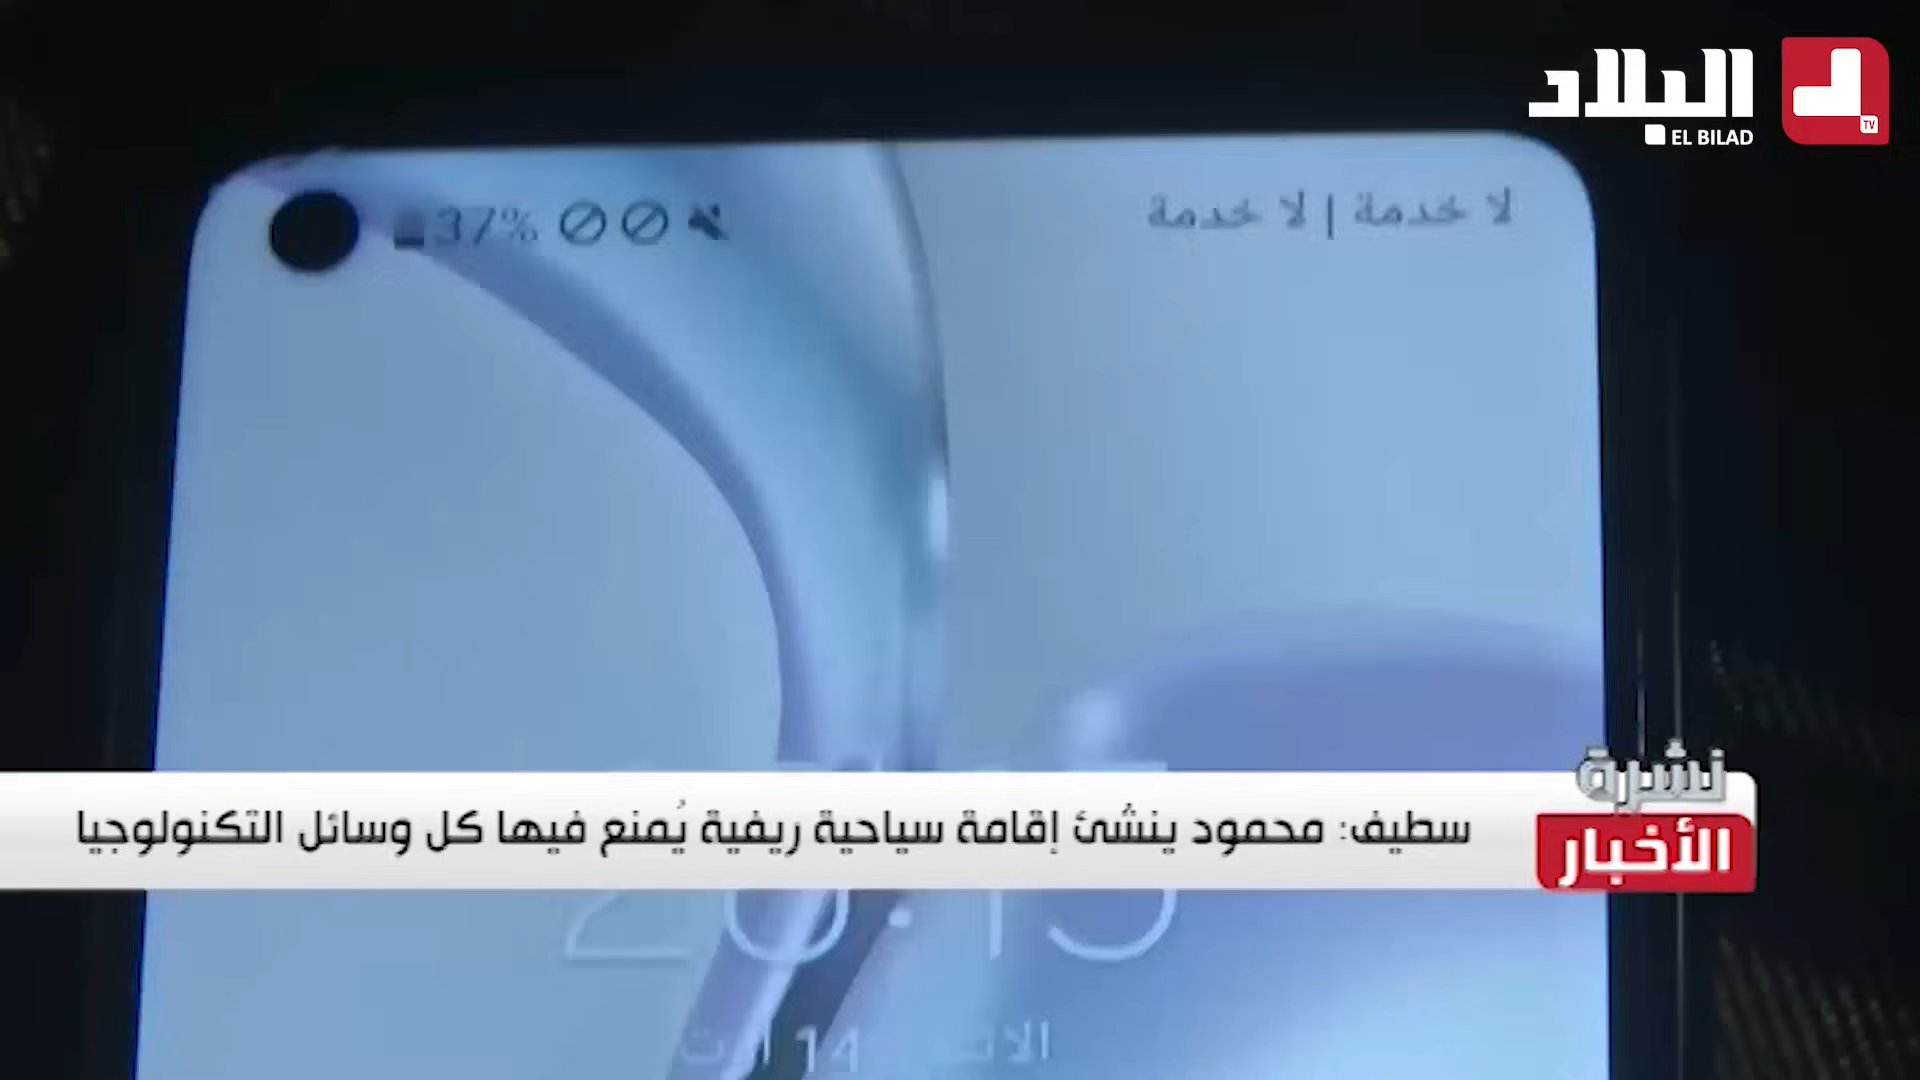 البلاد
EL BILAD
TV
لا خدمة | لا خدمة
37%
نشرة
الأخبار
سطيف: محمود ينشئ إقامة سياحية ريفية يُمنع فيها كل وسائل التكنولوجيا
14